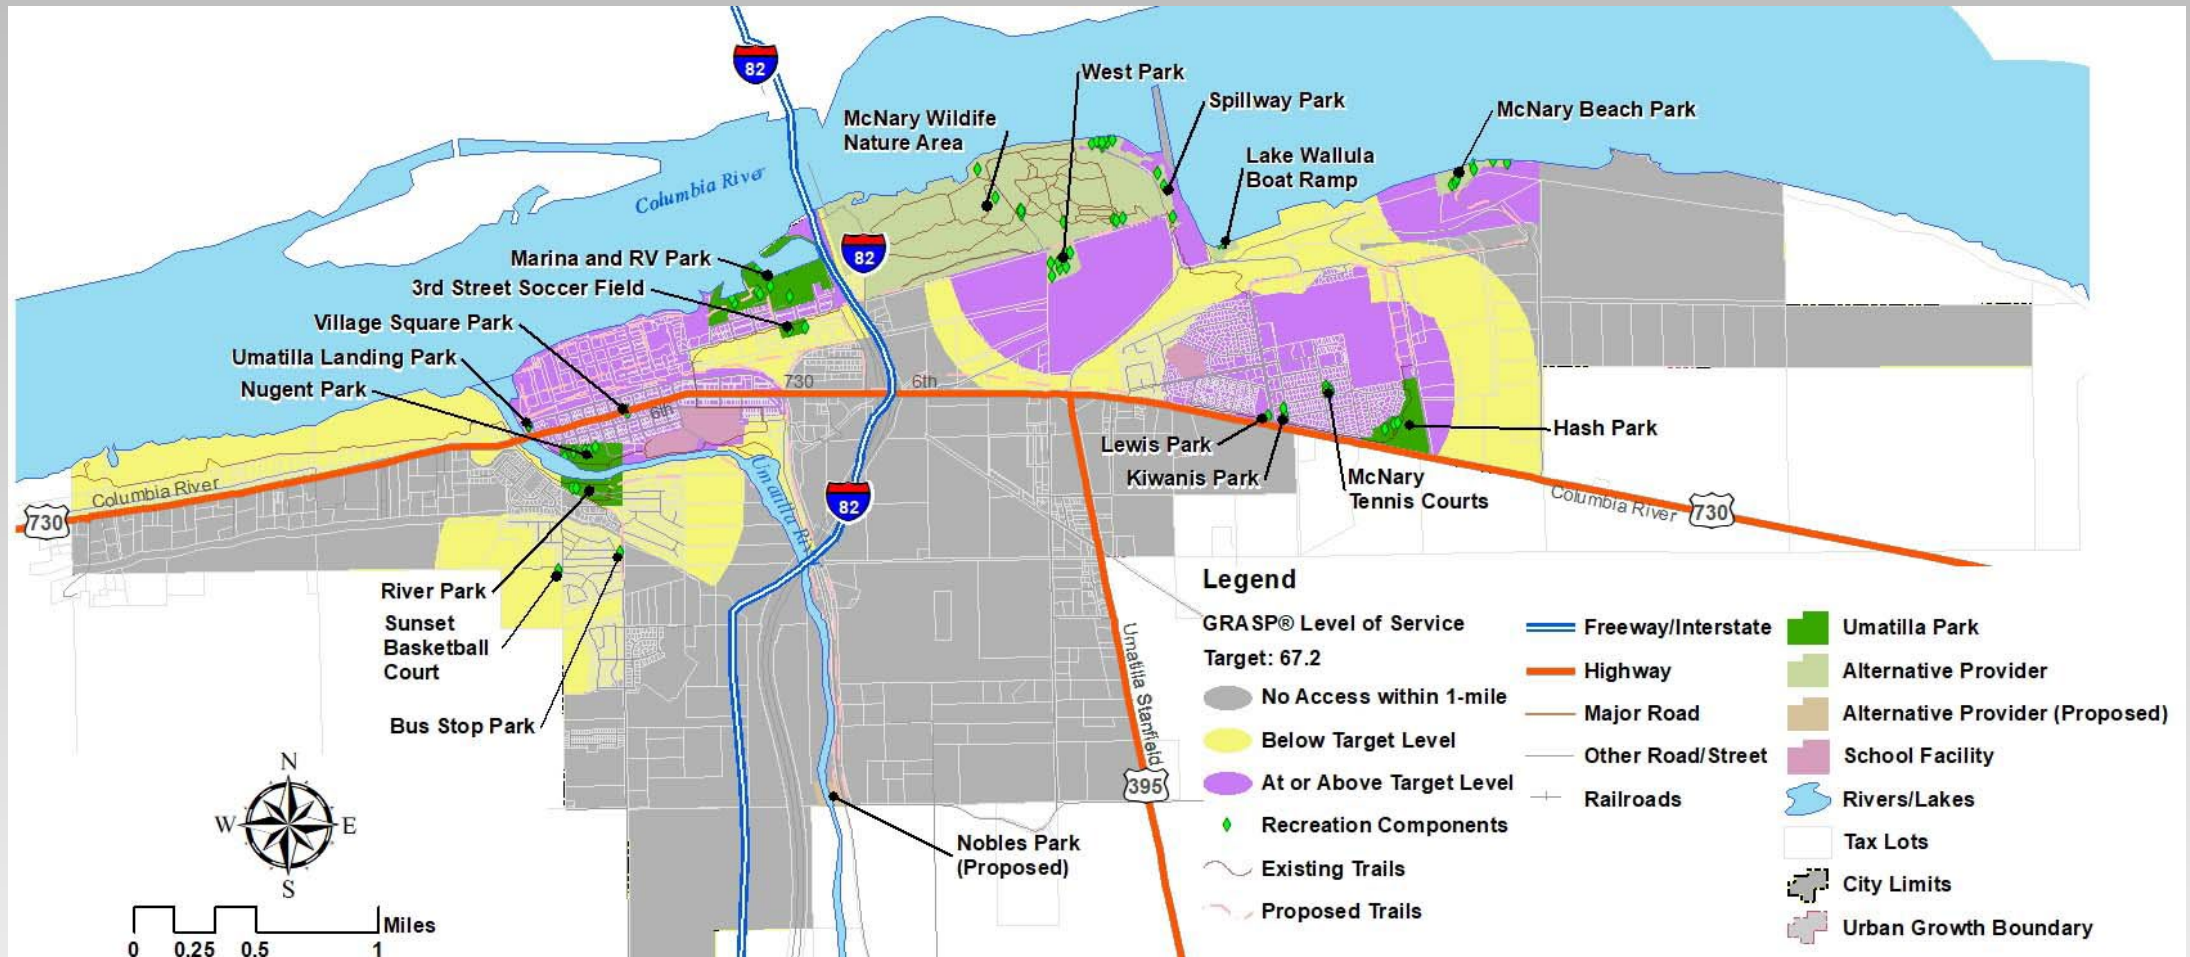 82
West Park
Spillway Park
McNary Beach Park
McNary Wildife
Nature Area
Lake Wallula
Boat Ramp
Columbia River
82
Marina and RV Park
3rd Street Soccer Field
Village Square Park
Umatilla Landing Park
Nugent Park
730
6th
6th
Hash Park
Lewis Park
Kiwanis Park
McNary
Tennis Courts
Columbia River
730
Columbia River
730
82
Umatilla
River Park
Sunset
Basketball
Court
Bus Stop Park
Umatilla Stanfield
395
Nobles Park
(Proposed)
N
W
E
S
Miles
0
0.25
0.5
1
Legend
GRASP® Level of Service
Target: 67.2
No Access within 1-mile
Below Target Level
At or Above Target Level
Recreation Components
Existing Trails
Proposed Trails
Freeway/Interstate
Highway
Major Road
Other Road/Street
Railroads
Umatilla Park
Alternative Provider
Alternative Provider (Proposed)
School Facility
Rivers/Lakes
Tax Lots
City Limits
Urban Growth Boundary